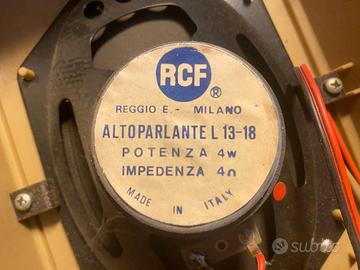 RCF
®
REGGIO E. - MILANO
ALTOPARLANTE L 13-18
POTENZA 4W
IMPEDENZA 4Ω
MADE IN ITALY
subito